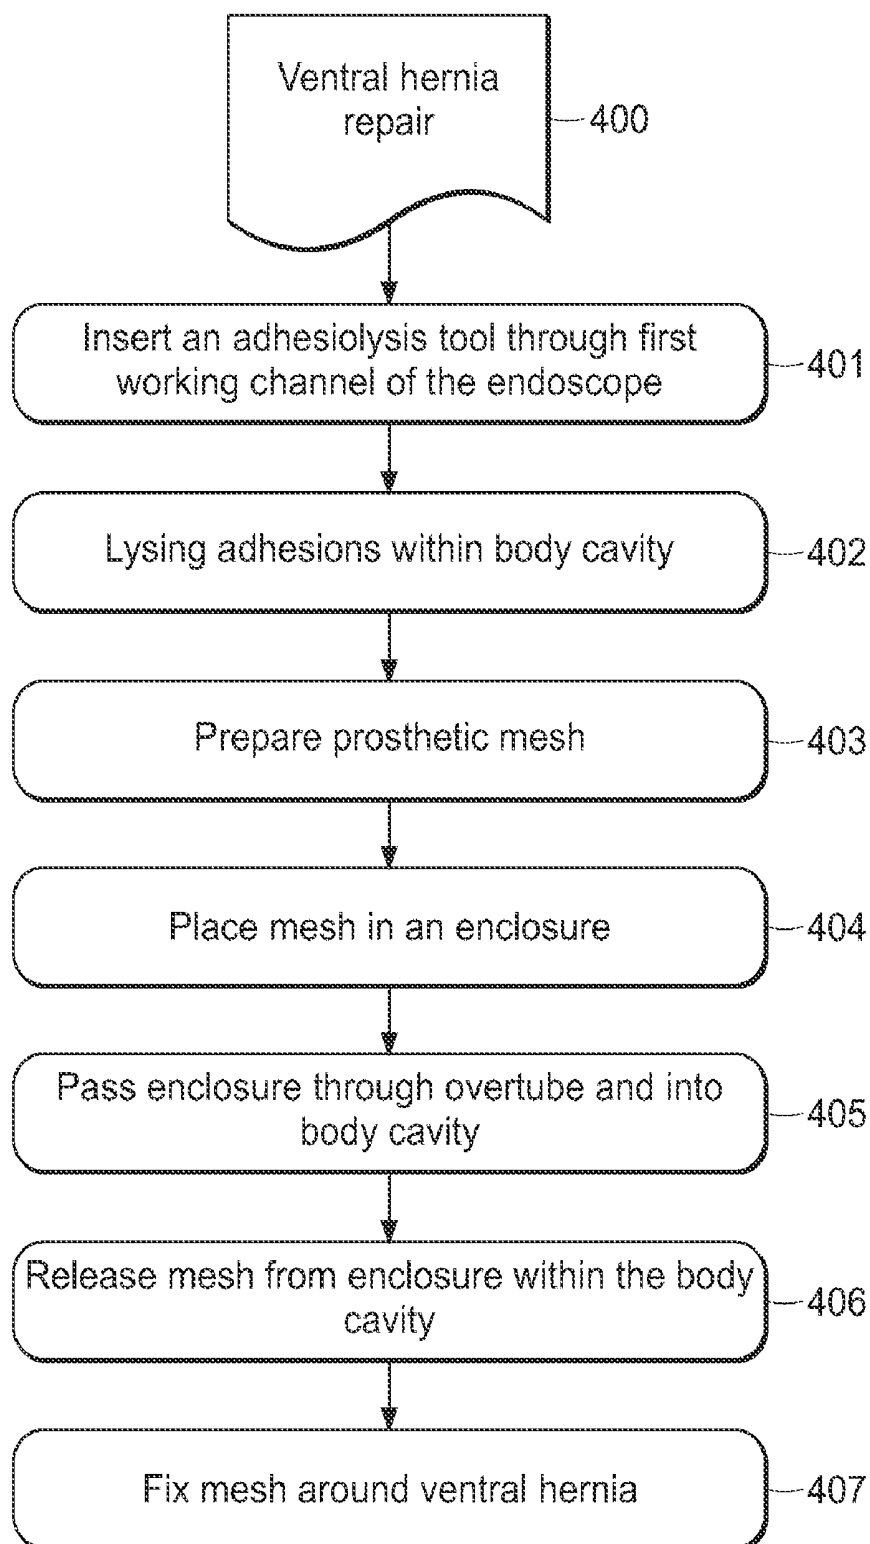 Ventral hernia
repair
400
Insert an adhesiolysis tool through first
working channel of the endoscope
401
Lysing adhesions within body cavity
402
Prepare prosthetic mesh
403
Place mesh in an enclosure
404
Pass enclosure through overtube and into
body cavity
405
Release mesh from enclosure within the body
cavity
406
Fix mesh around ventral hernia
407